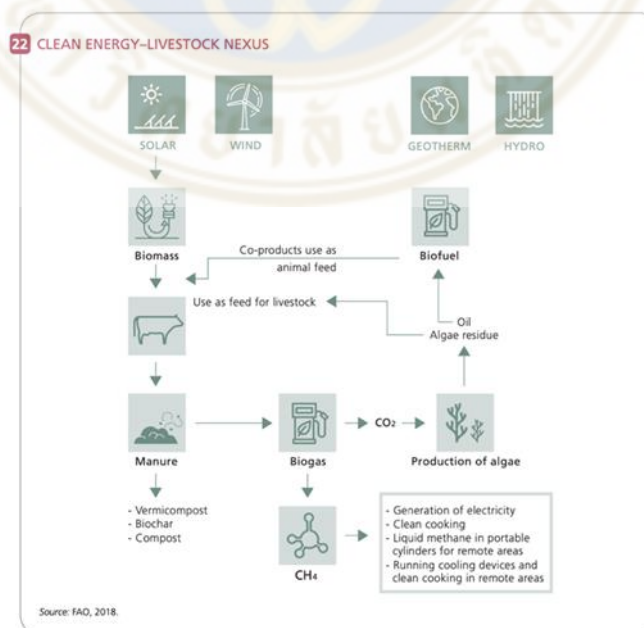 22 CLEAN ENERGY–LIVESTOCK NEXUS
SOLAR
WIND
GEOTHERM
HYDRO
Biomass
Co-products use as
animal feed
Biofuel
Use as feed for livestock
Oil
Algae residue
Manure
Biogas
CO₂
Production of algae
- Vermicompost
- Biochar
- Compost
CH₄
- Generation of electricity
- Clean cooking
- Liquid methane in portable
cylinders for remote areas
- Running cooling devices and
clean cooking in remote areas
Source: FAO, 2018.